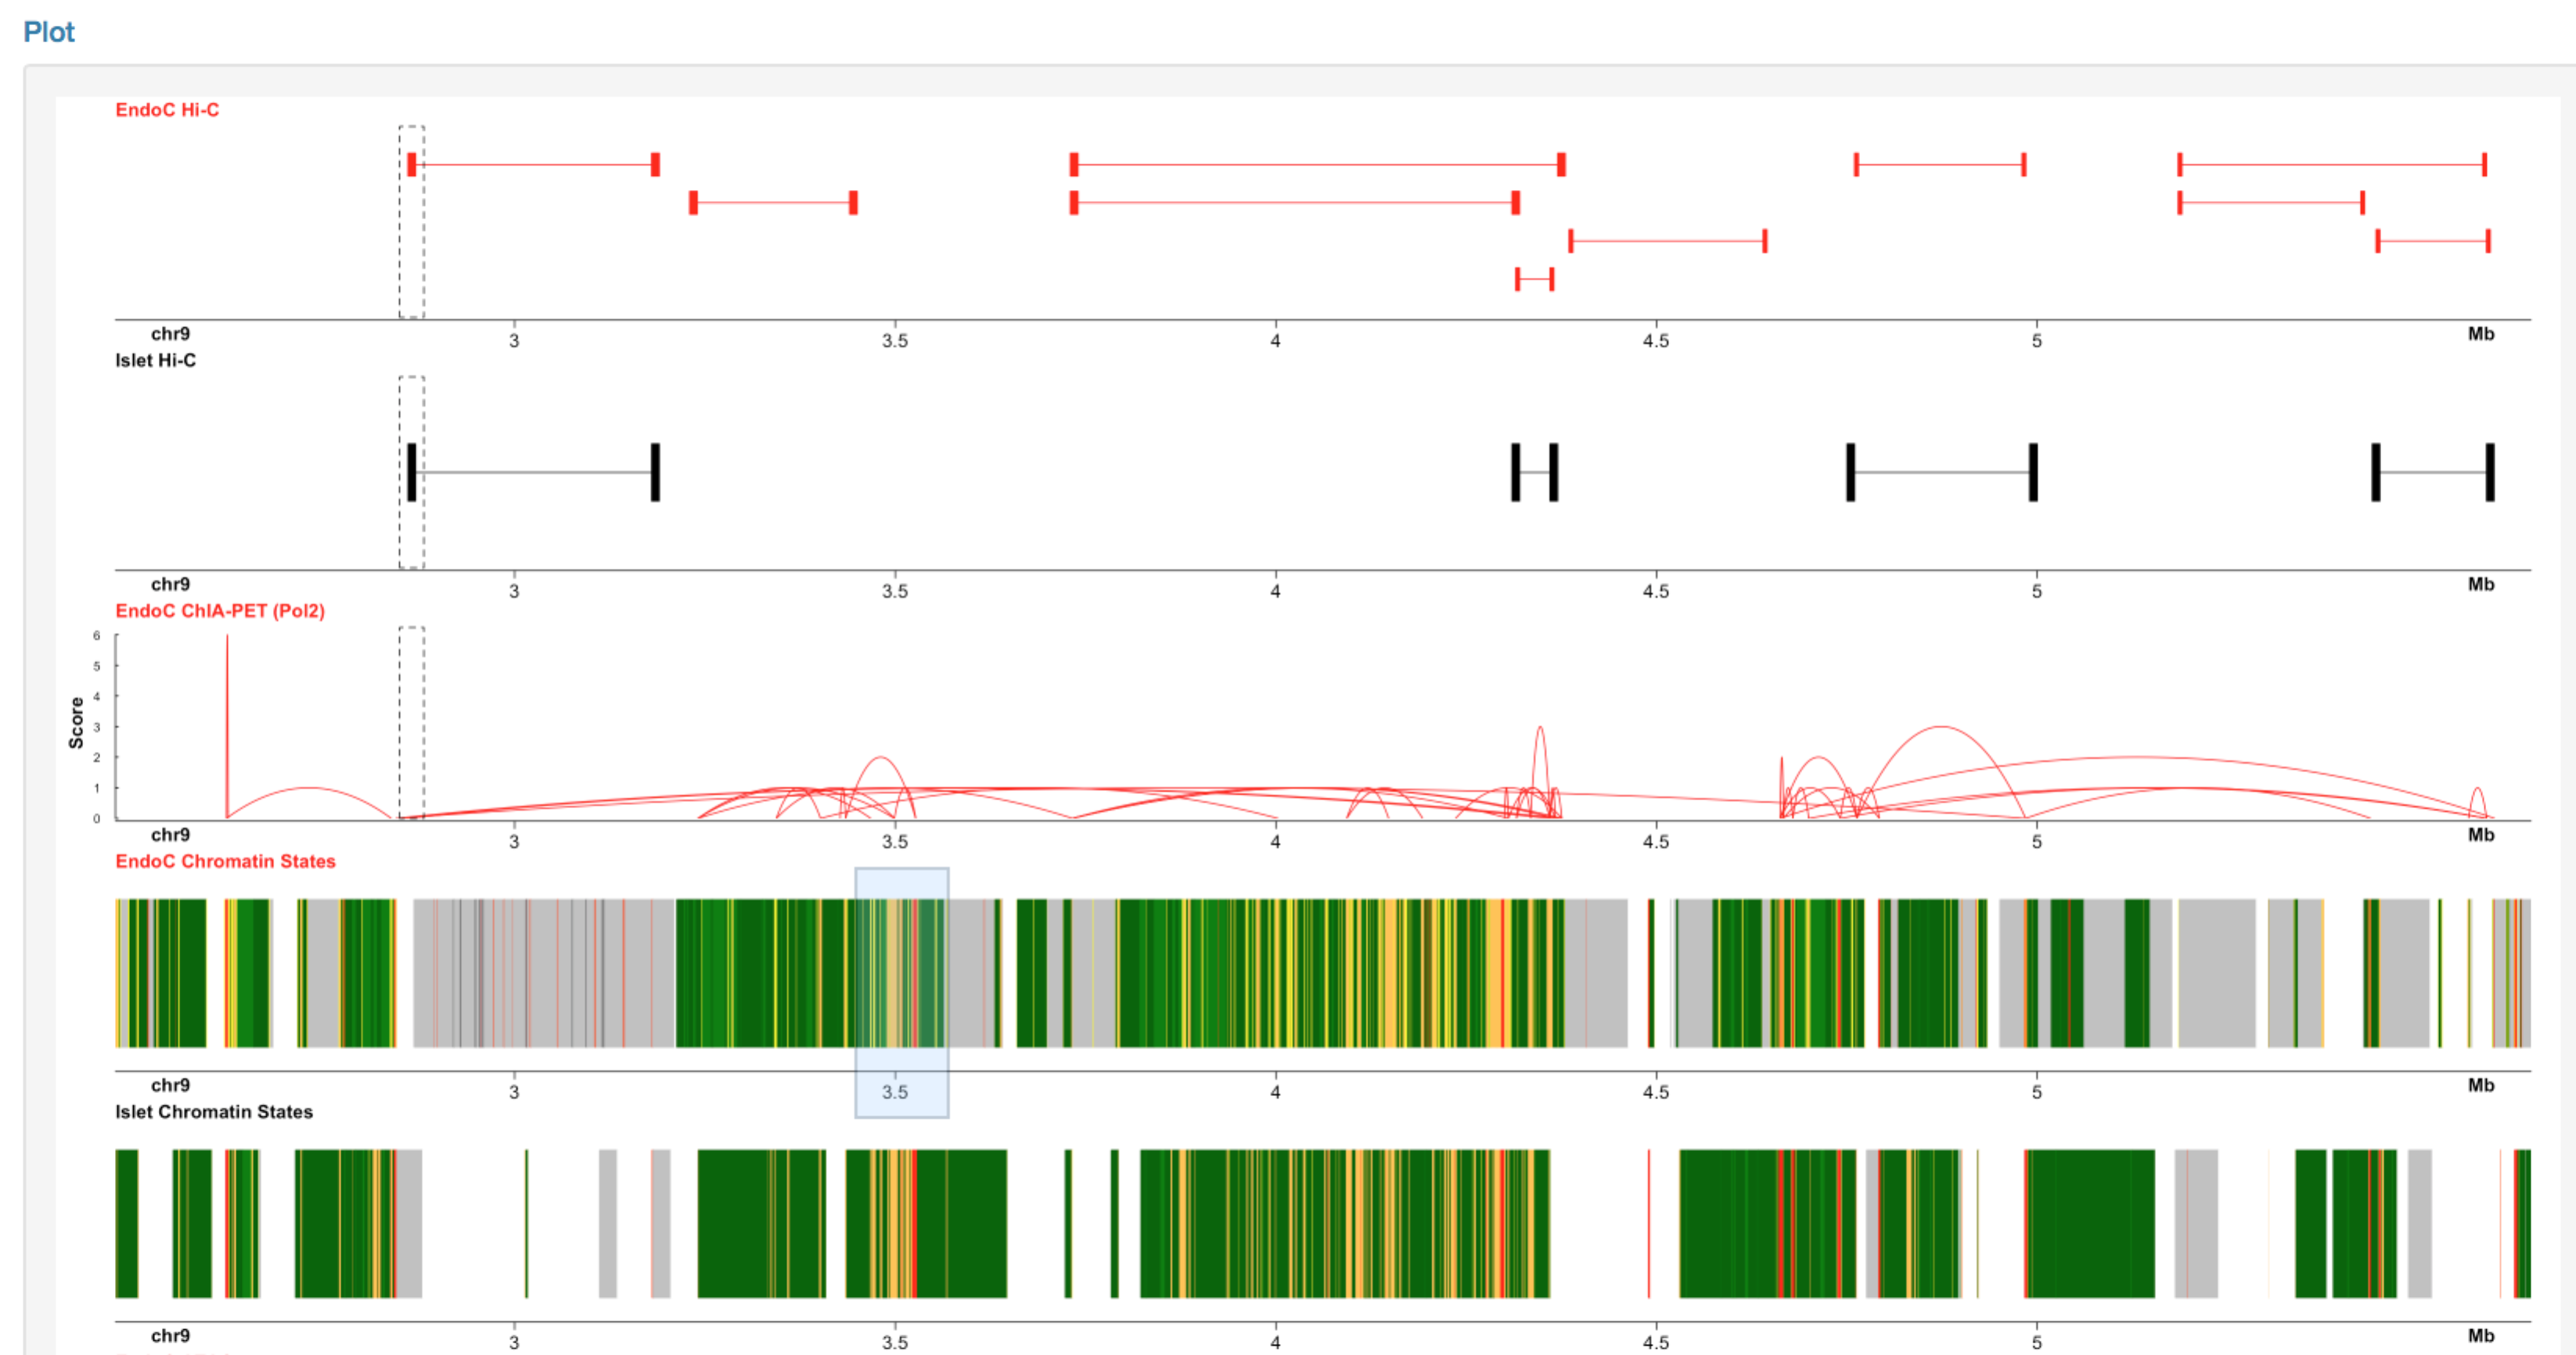 Plot
EndoC Hi-C
chr9 3 3.5 4 4.5 5 Mb
Islet Hi-C
chr9 3 3.5 4 4.5 5 Mb
EndoC ChIA-PET (Pol2)
6
5
4
3
2
1
0
Score
chr9 3 3.5 4 4.5 5 Mb
EndoC Chromatin States
chr9 3 3.5 4 4.5 5 Mb
Islet Chromatin States
chr9 3 3.5 4 4.5 5 Mb